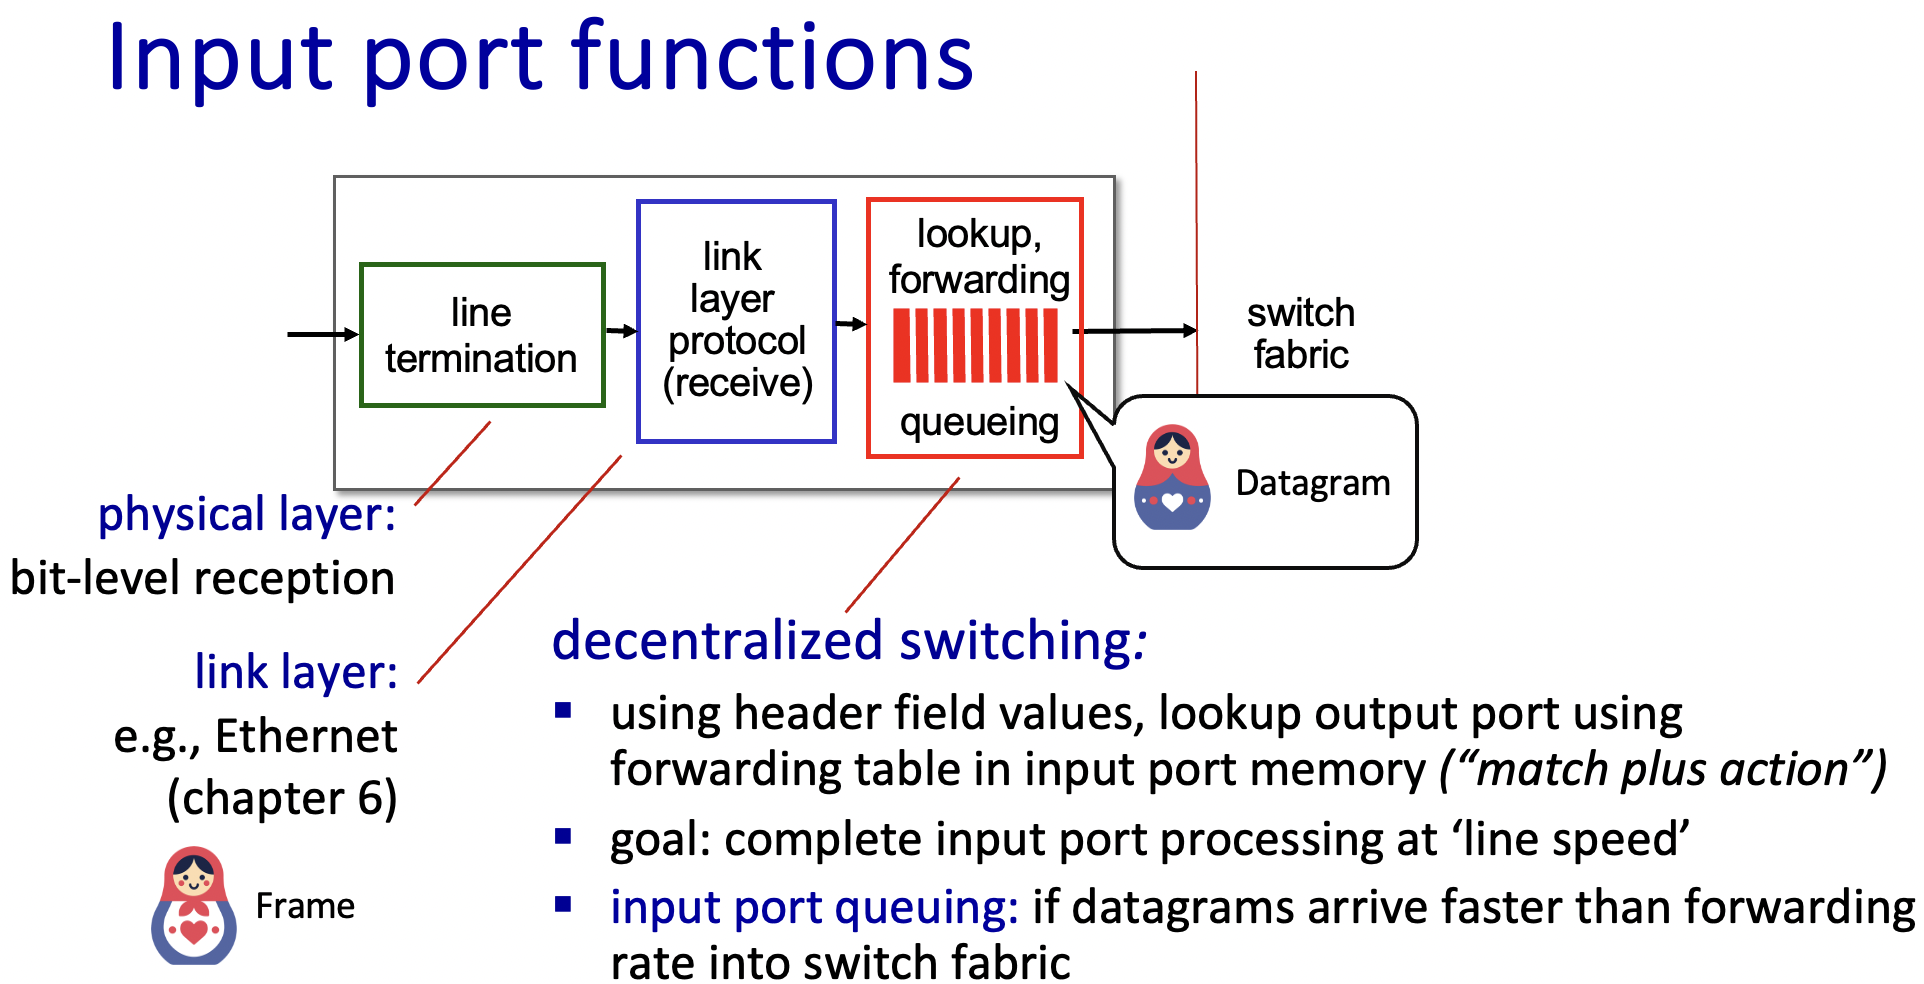 Input port functions
line
termination
link
layer
protocol
(receive)
lookup,
forwarding
queueing
switch
fabric
Datagram
physical layer:
bit-level reception
link layer:
e.g., Ethernet
(chapter 6)
Frame
decentralized switching:
▪ using header field values, lookup output port using
forwarding table in input port memory (“match plus action”)
▪ goal: complete input port processing at ‘line speed’
▪ input port queuing: if datagrams arrive faster than forwarding
rate into switch fabric